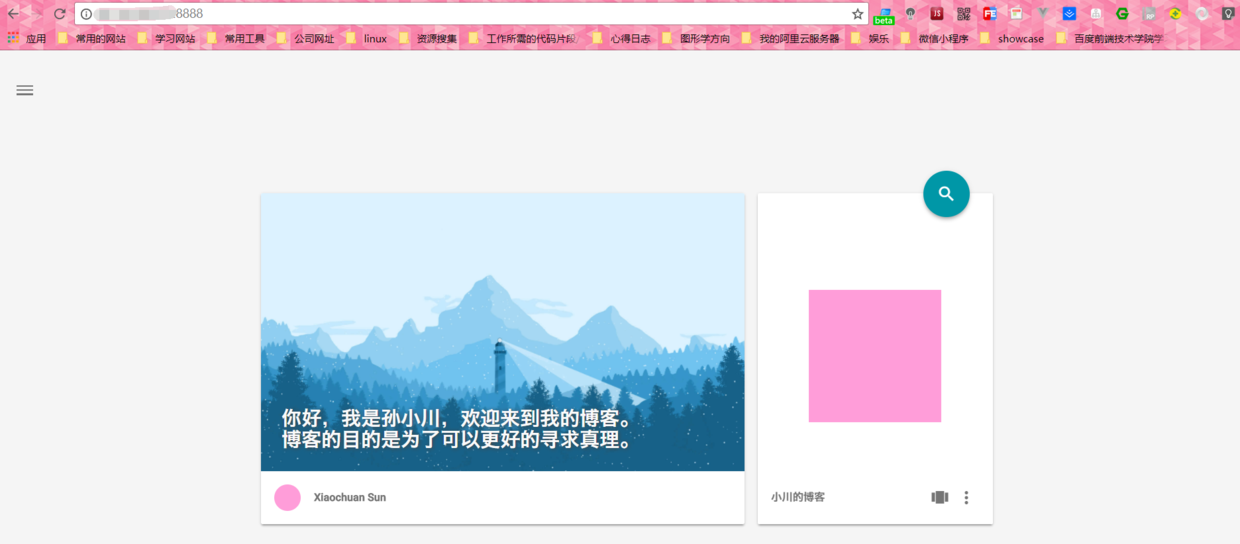 8888
beta
应用 常用的网站 学习网站 常用工具 公司网址 linux 资源搜集 工作所需的代码片段 心得日志 图形学方向 我的阿里云服务器 娱乐 微信小程序 showcase 百度前端技术学院学
你好，我是孙小川，欢迎来到我的博客。
博客的目的是为了可以更好的寻求真理。
Xiaochuan Sun
小川的博客